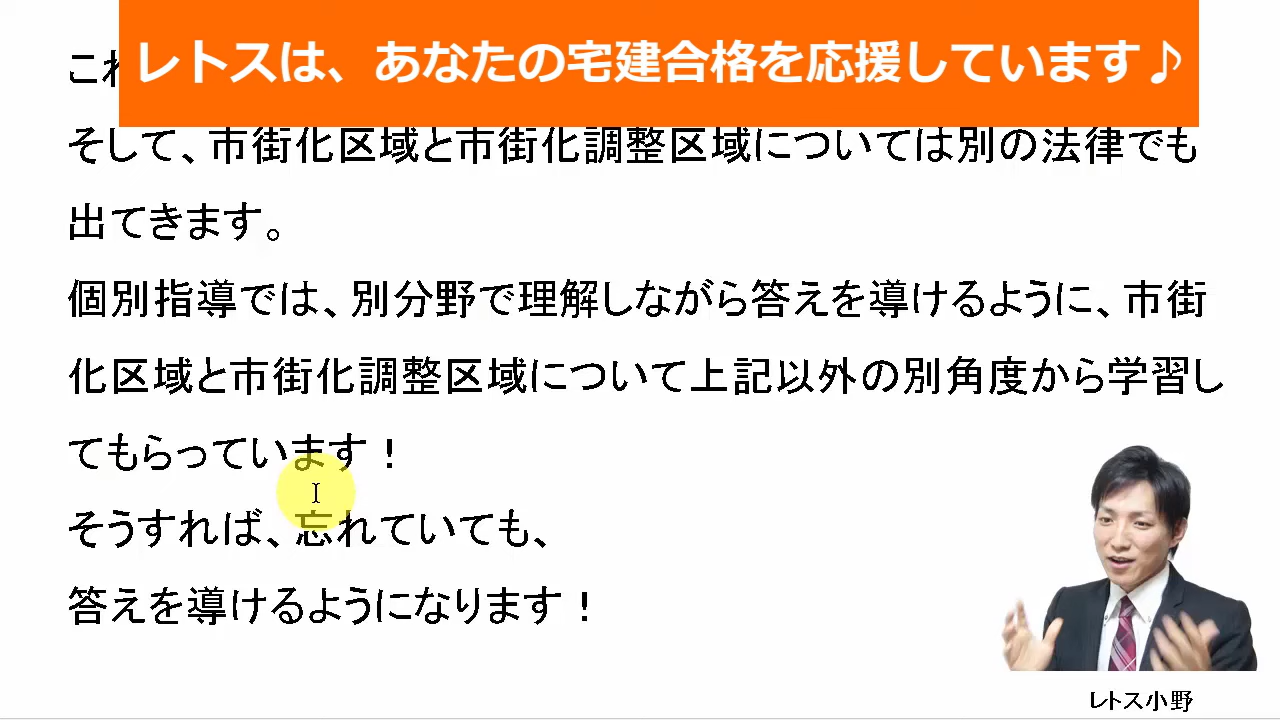 レトスは、あなたの宅建合格を応援しています♪
これ
そして、市街化区域と市街化調整区域については別の法律でも
出てきます。
個別指導では、別分野で理解しながら答えを導けるように、市街
化区域と市街化調整区域について上記以外の別角度から学習し
てもらっています！
そうすれば、忘れていても、
答えを導けるようになります！
レトス小野